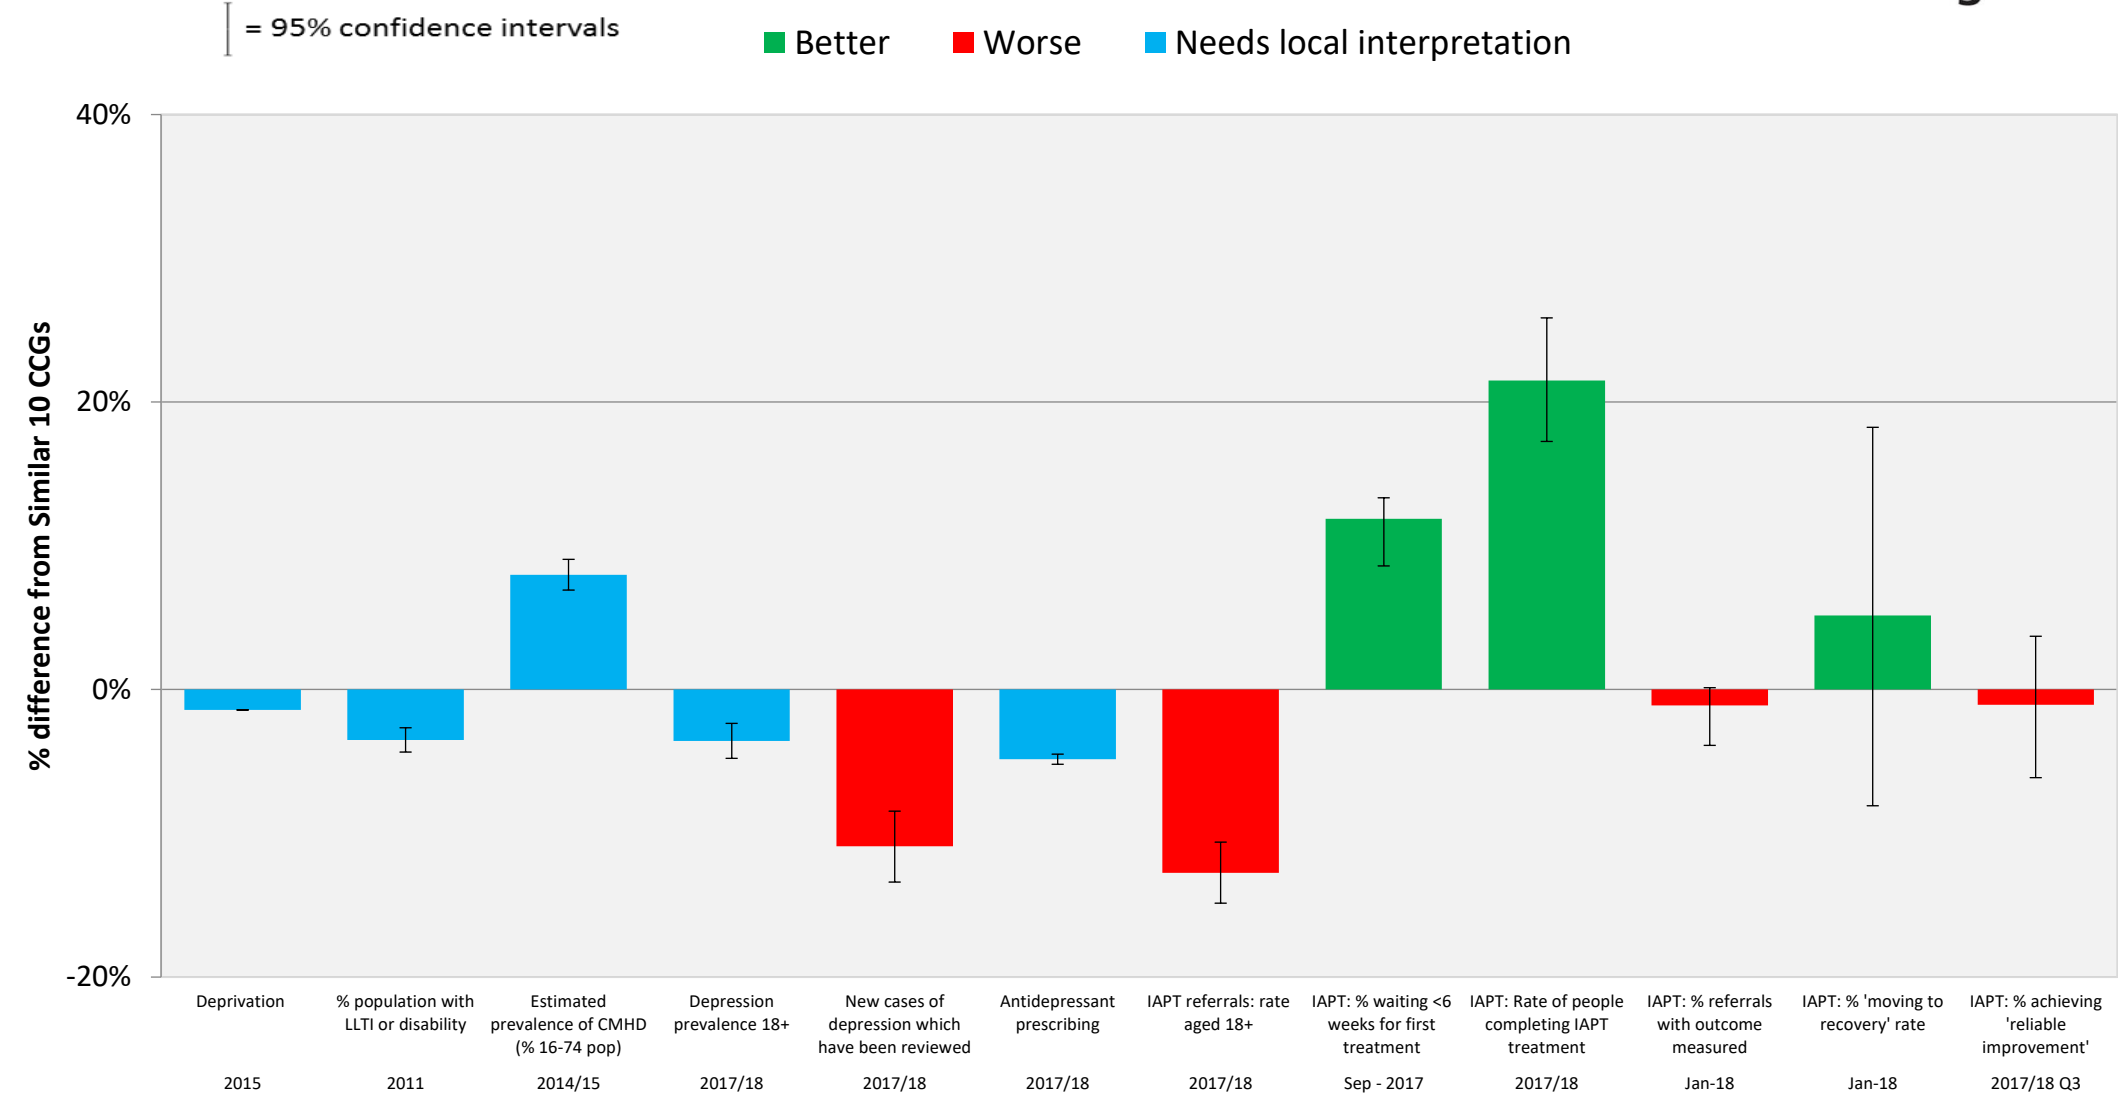 = 95% confidence intervals
Better
Worse
Needs local interpretation
% difference from Similar 10 CCGs
40%
20%
0%
-20%
Deprivation
2015
% population with
LLTI or disability
2011
Estimated
prevalence of CMHD
(% 16-74 pop)
2014/15
Depression
prevalence 18+
2017/18
New cases of
depression which
have been reviewed
2017/18
Antidepressant
prescribing
2017/18
IAPT referrals: rate
aged 18+
2017/18
IAPT: % waiting <6
weeks for first
treatment
Sep - 2017
IAPT: Rate of people
completing IAPT
treatment
2017/18
IAPT: % referrals
with outcome
measured
Jan-18
IAPT: % 'moving to
recovery' rate
Jan-18
IAPT: % achieving
'reliable
improvement'
2017/18 Q3